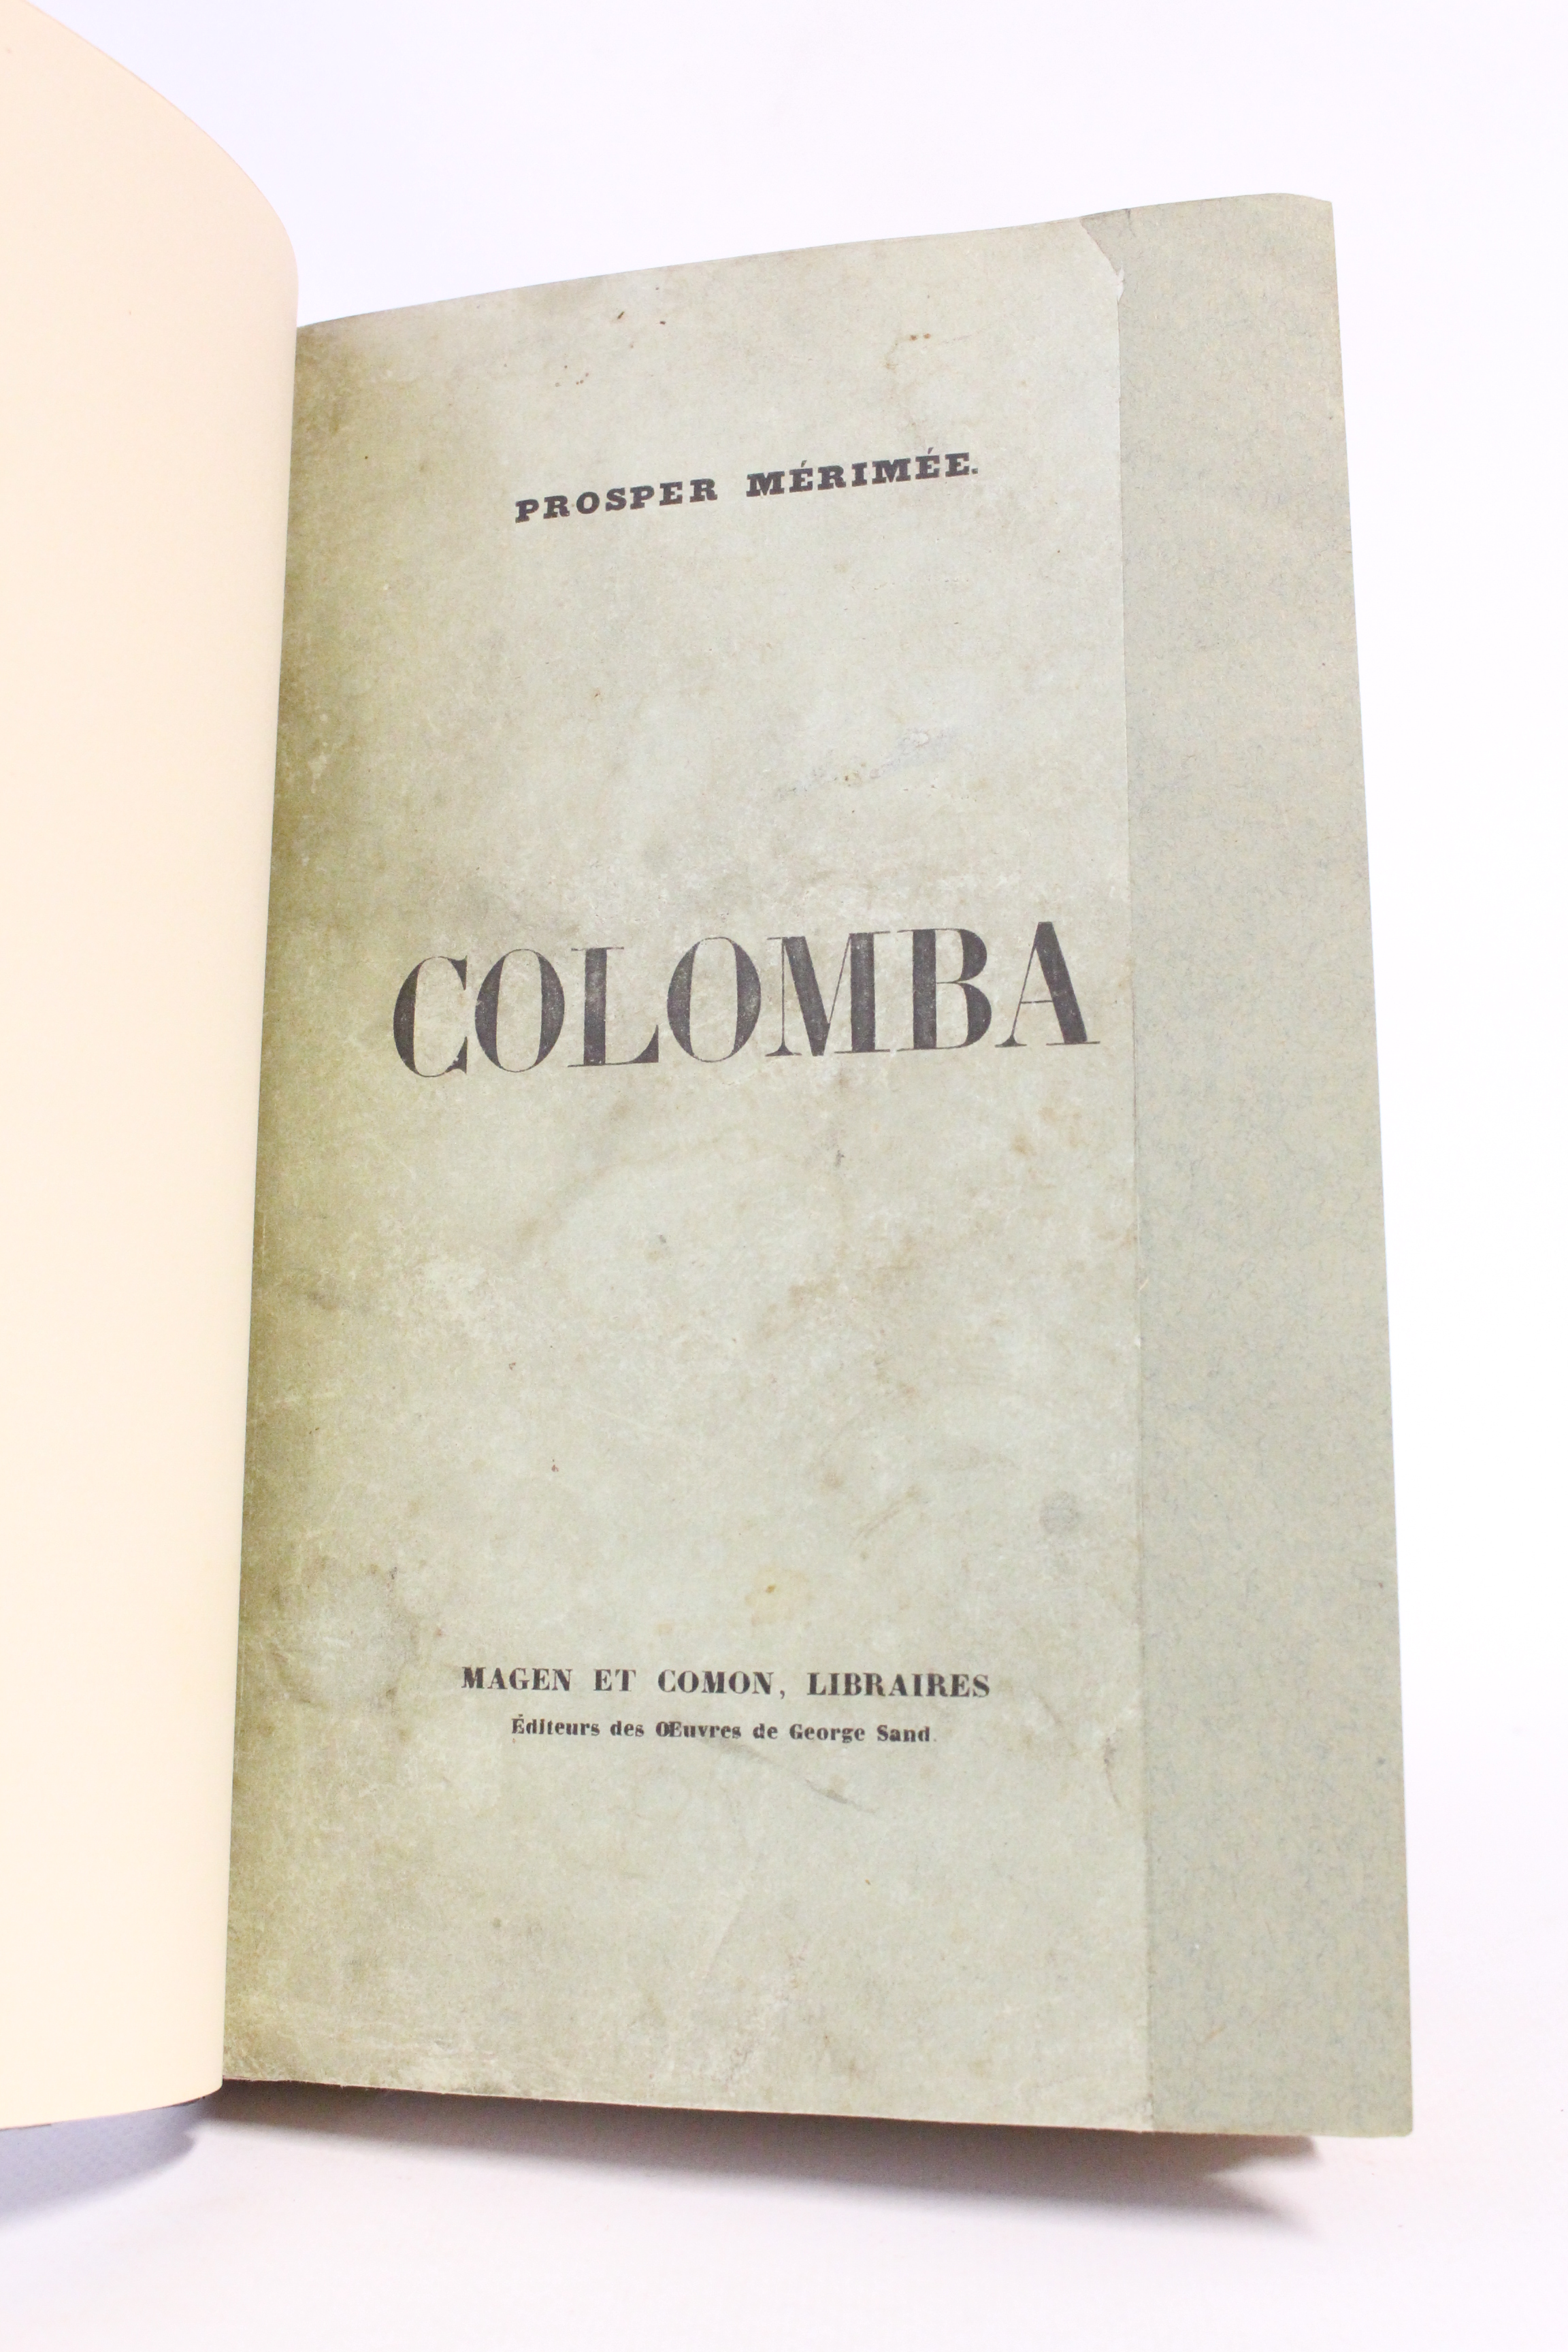 PROSPER MÉRIMÉE.
COLOMBA
MAGEN ET COMON, LIBRAIRES
Éditeurs des Œuvres de George Sand.